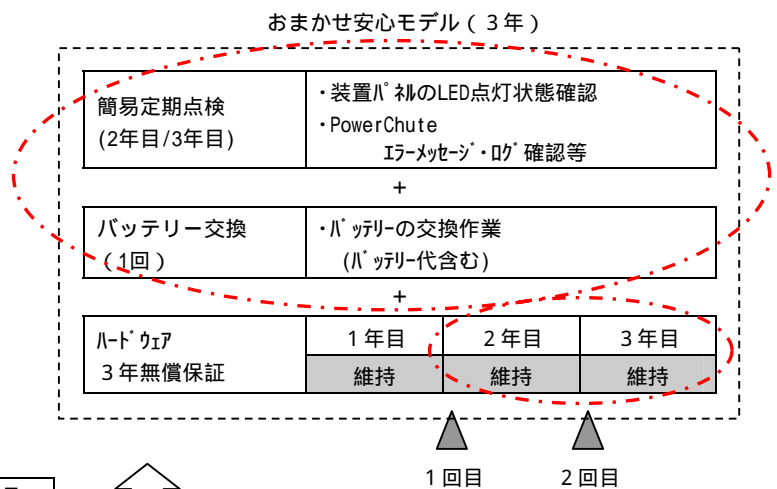 おまかせ安心モデル(3年)
簡易定期点検
(2年目/3年目)
・装置ﾊﾟﾈﾙのLED点灯状態確認
・PowerChute
ｴﾗｰﾒｯｾｰｼﾞ・ﾛｸﾞ確認等
+
バッテリー交換
(1回)
・ﾊﾞｯﾃﾘｰの交換作業
(ﾊﾞｯﾃﾘｰ代含む)
+
ﾊｰﾄﾞｳｪｱ
3年無償保証
1年目 2年目 3年目
維持 維持 維持
1回目 2回目